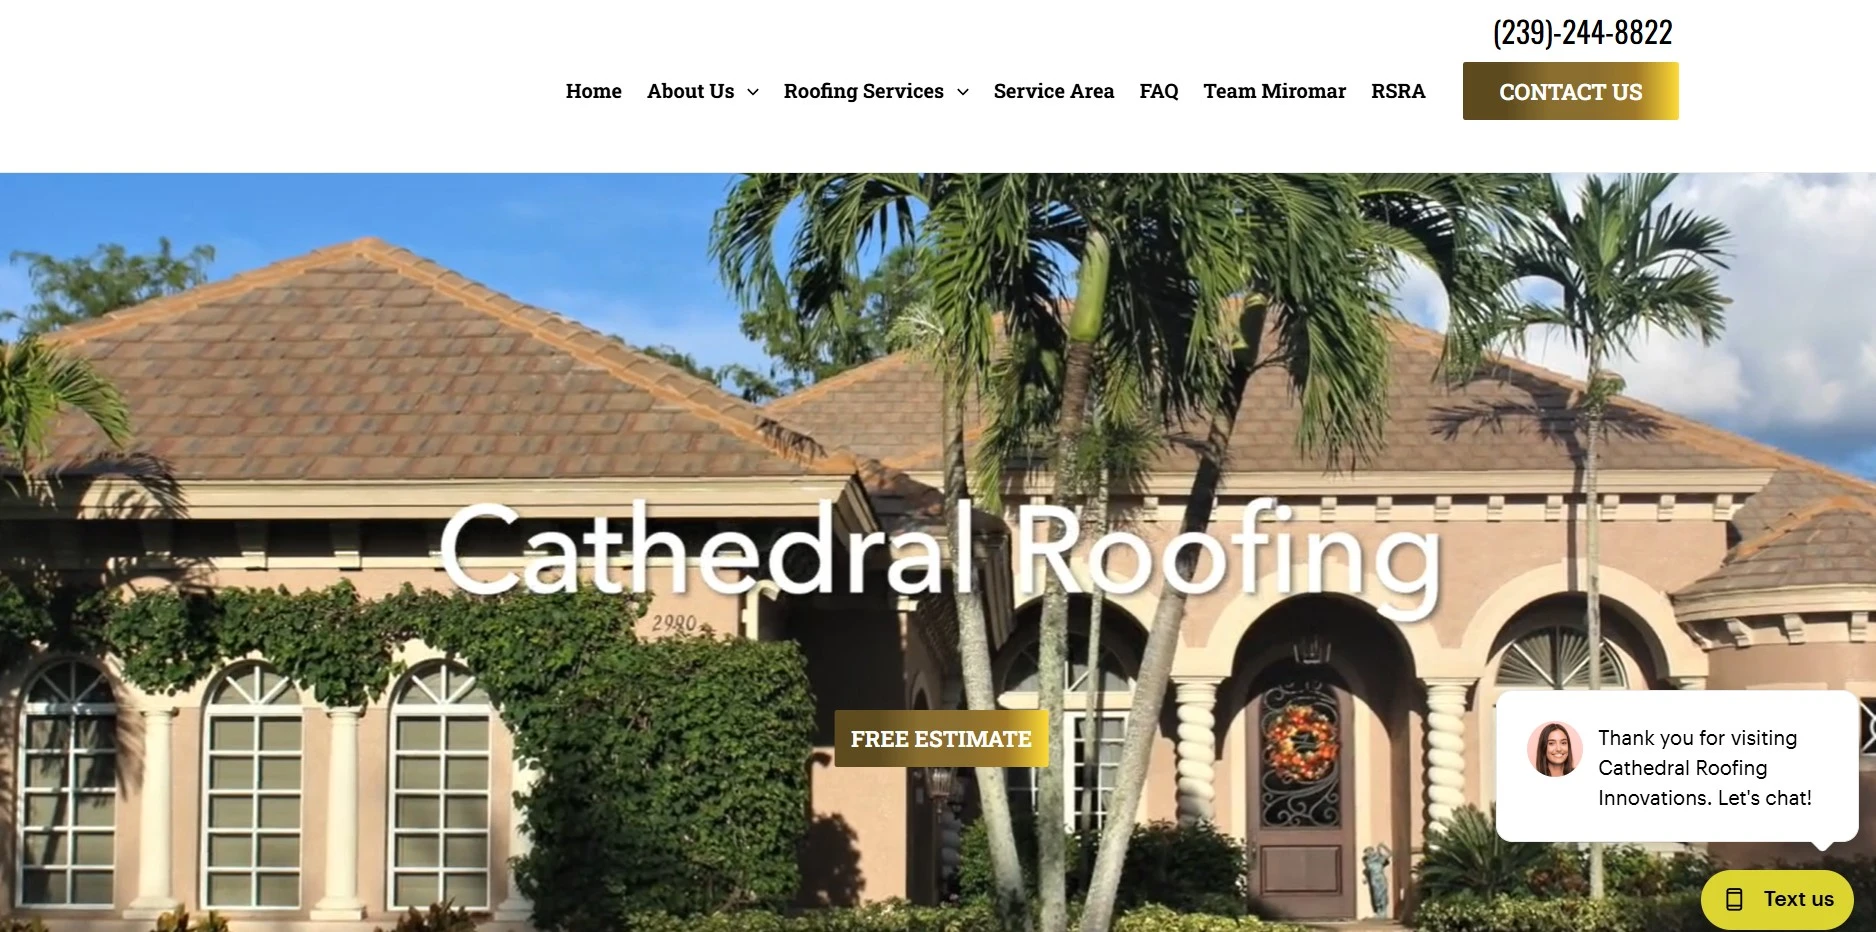 (239)-244-8822
Home About Us Roofing Services Service Area FAQ Team Miromar RSRA CONTACT US
Cathedral Roofing
2990
FREE ESTIMATE
Thank you for visiting
Cathedral Roofing
Innovations. Let's chat!
Text us